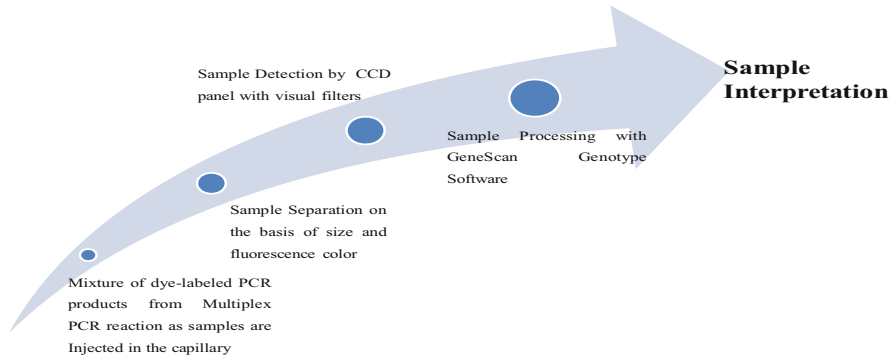 Mixture of dye-labeled PCR
products from Multiplex
PCR reaction as samples are
Injected in the capillary
Sample Separation on
the basis of size and
fluorescence color
Sample Detection by CCD
panel with visual filters
Sample Processing with
GeneScan Genotype
Software
Sample
Interpretation